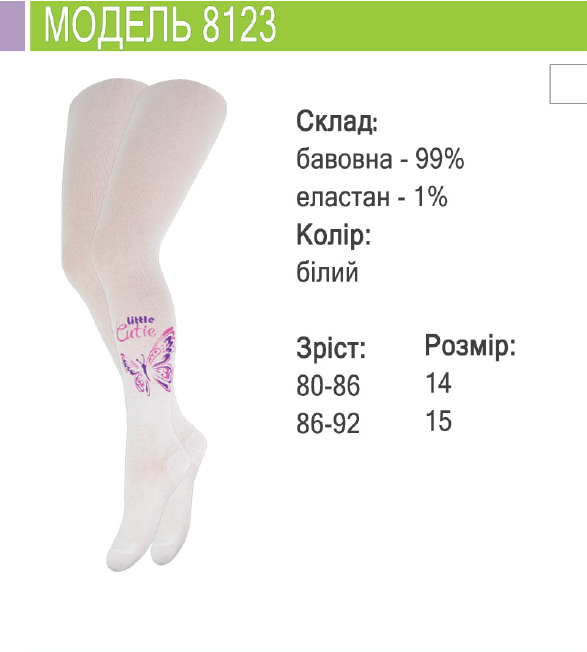 МОДЕЛЬ 8123
Склад:
бавовна - 99%
еластан - 1%
Колір:
білий
Зріст: Розмір:
80-86 14
86-92 15
little
Cutie